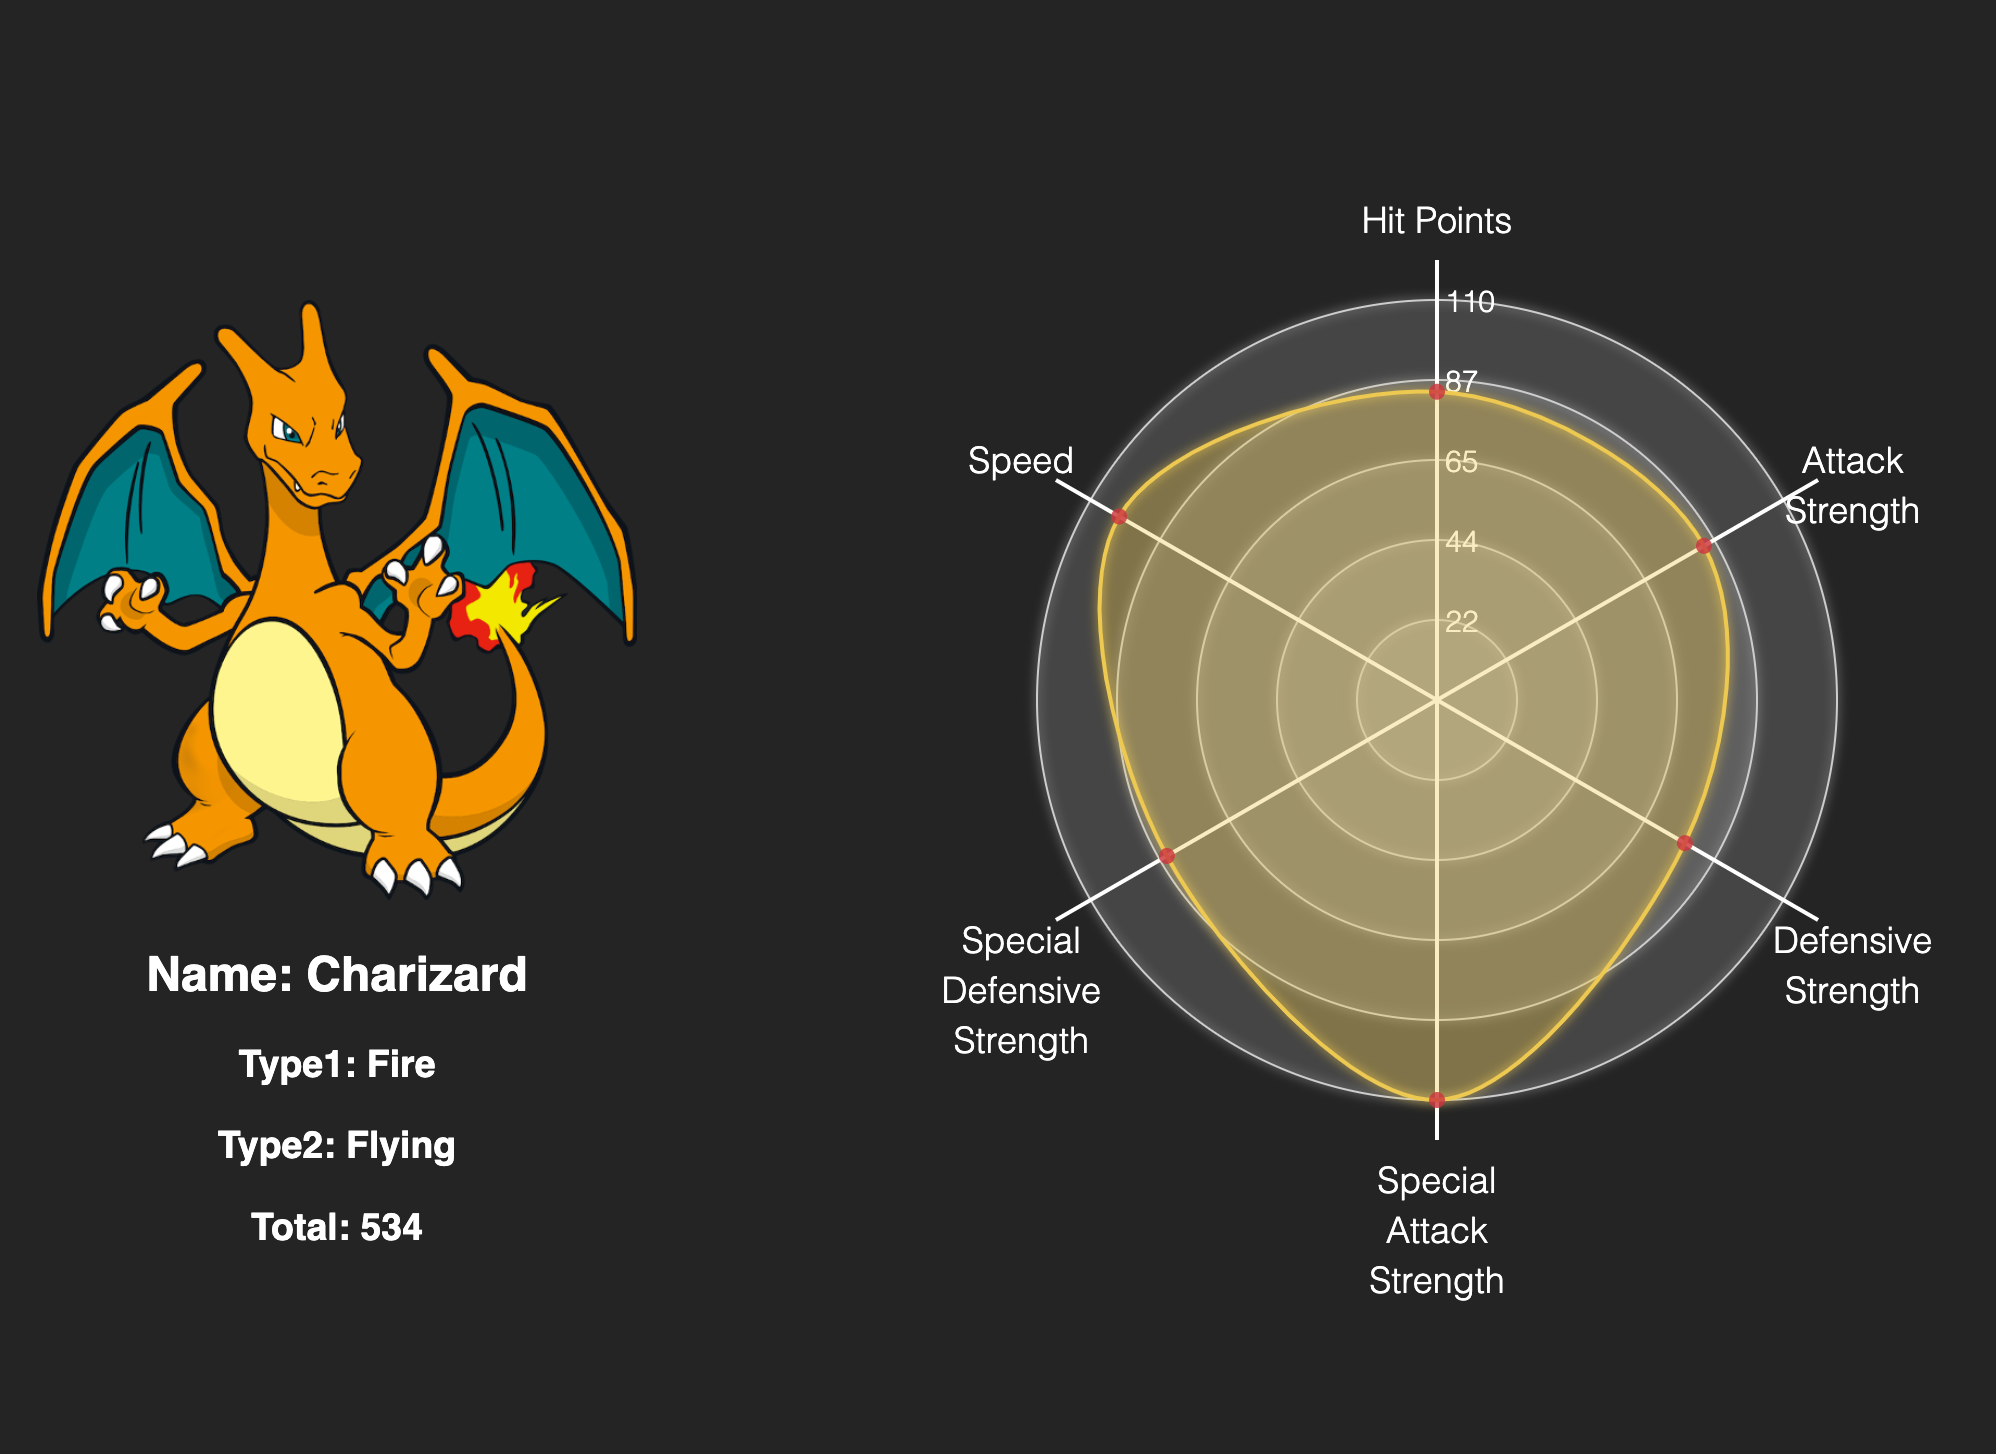 Name: Charizard
Type1: Fire
Type2: Flying
Total: 534
Hit Points
110
87
65
44
22
Attack
Strength
Defensive
Strength
Special
Attack
Strength
Special
Defensive
Strength
Speed